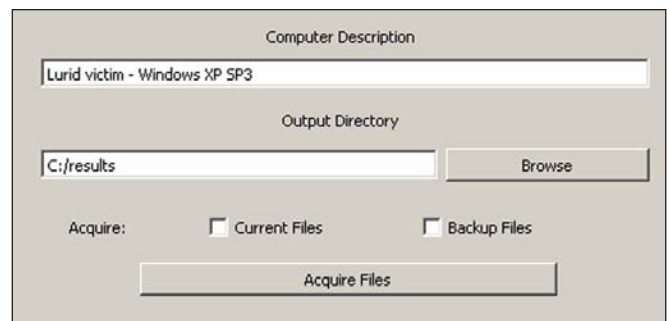 Computer Description
Lurid victim - Windows XP SP3
Output Directory
C:/results
Browse
Acquire:
Current Files
Backup Files
Acquire Files